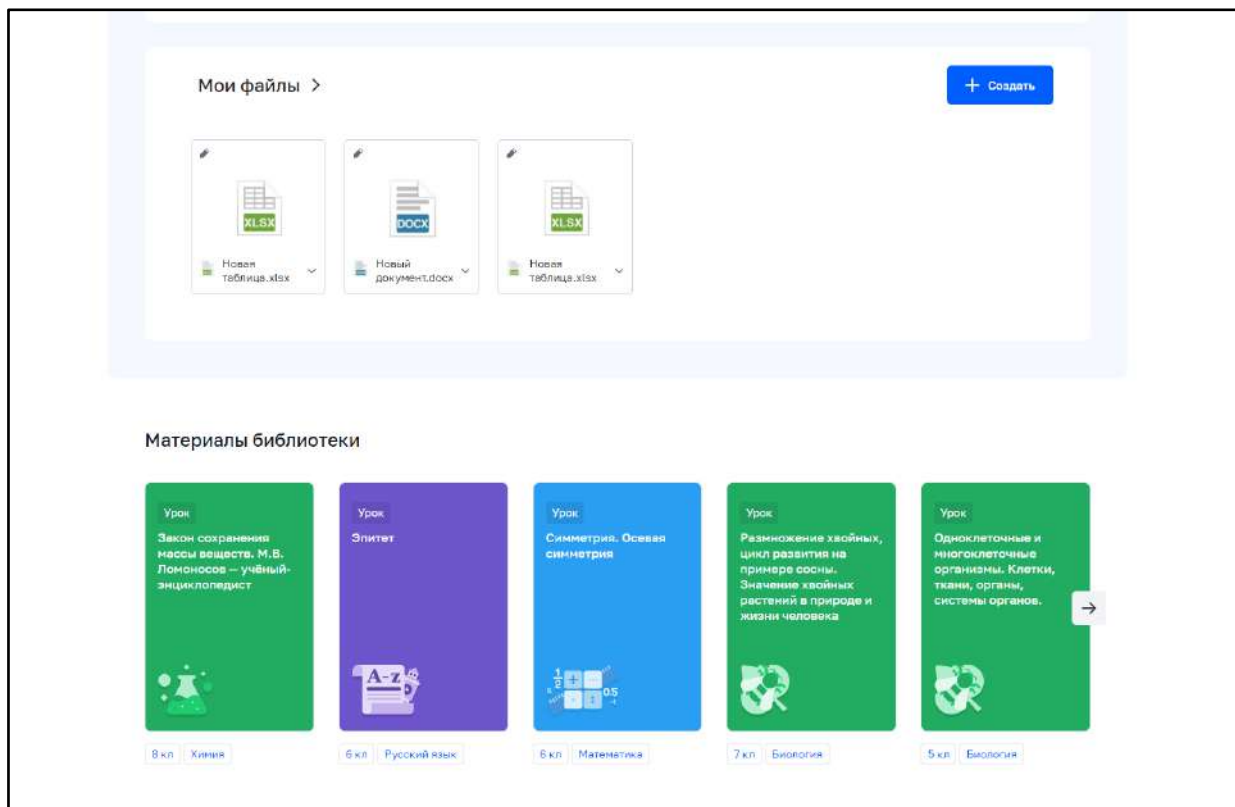 Мои файлы
Создать
XLSX
DOCX
XLSX
Новая
таблица.xlsx
Новый
документ.docx
Новая
таблица.xlsx
Материалы библиотеки
Урок
Закон сохранения
массы веществ. М.В.
Ломоносов — учёный-
энциклопедист
8 кл Химия
Урок
Эпитет
A-z
6 кл Русский язык
Урок
Симметрия. Осевая
симметрия
0.5
6 кл Математика
Урок
Размножение хвойных,
цикл развития на
примере сосны.
Значение хвойных
растений в природе и
жизни человека
7 кл Биология
Урок
Одноклеточные и
многоклеточные
организмы. Клетки,
ткани, органы,
системы органов.
5 кл Биология